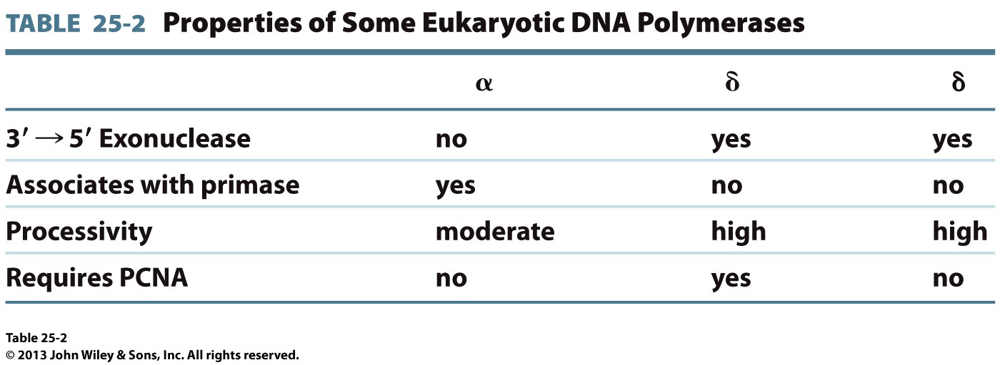 TABLE 25-2 Properties of Some Eukaryotic DNA Polymerases
α δ δ
3′ → 5′ Exonuclease no yes yes
Associates with primase yes no no
Processivity moderate high high
Requires PCNA no yes no
Table 25-2
© 2013 John Wiley & Sons, Inc. All rights reserved.